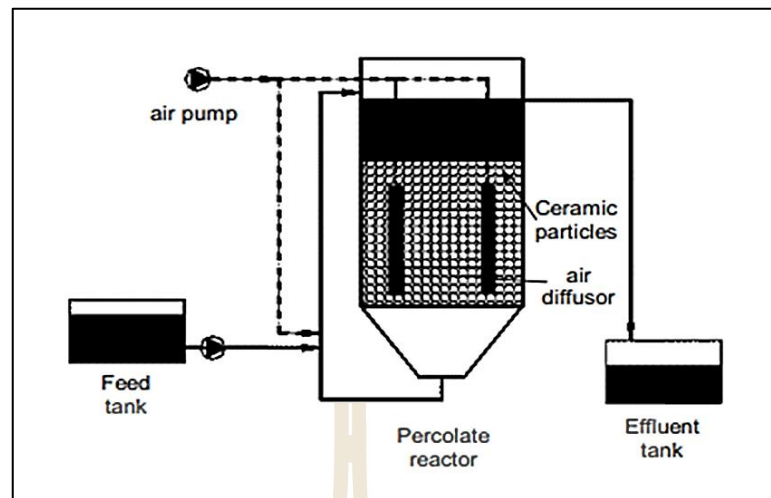 air pump
Ceramic
particles
air
diffusor
Feed
tank
Percolate
reactor
Effluent
tank